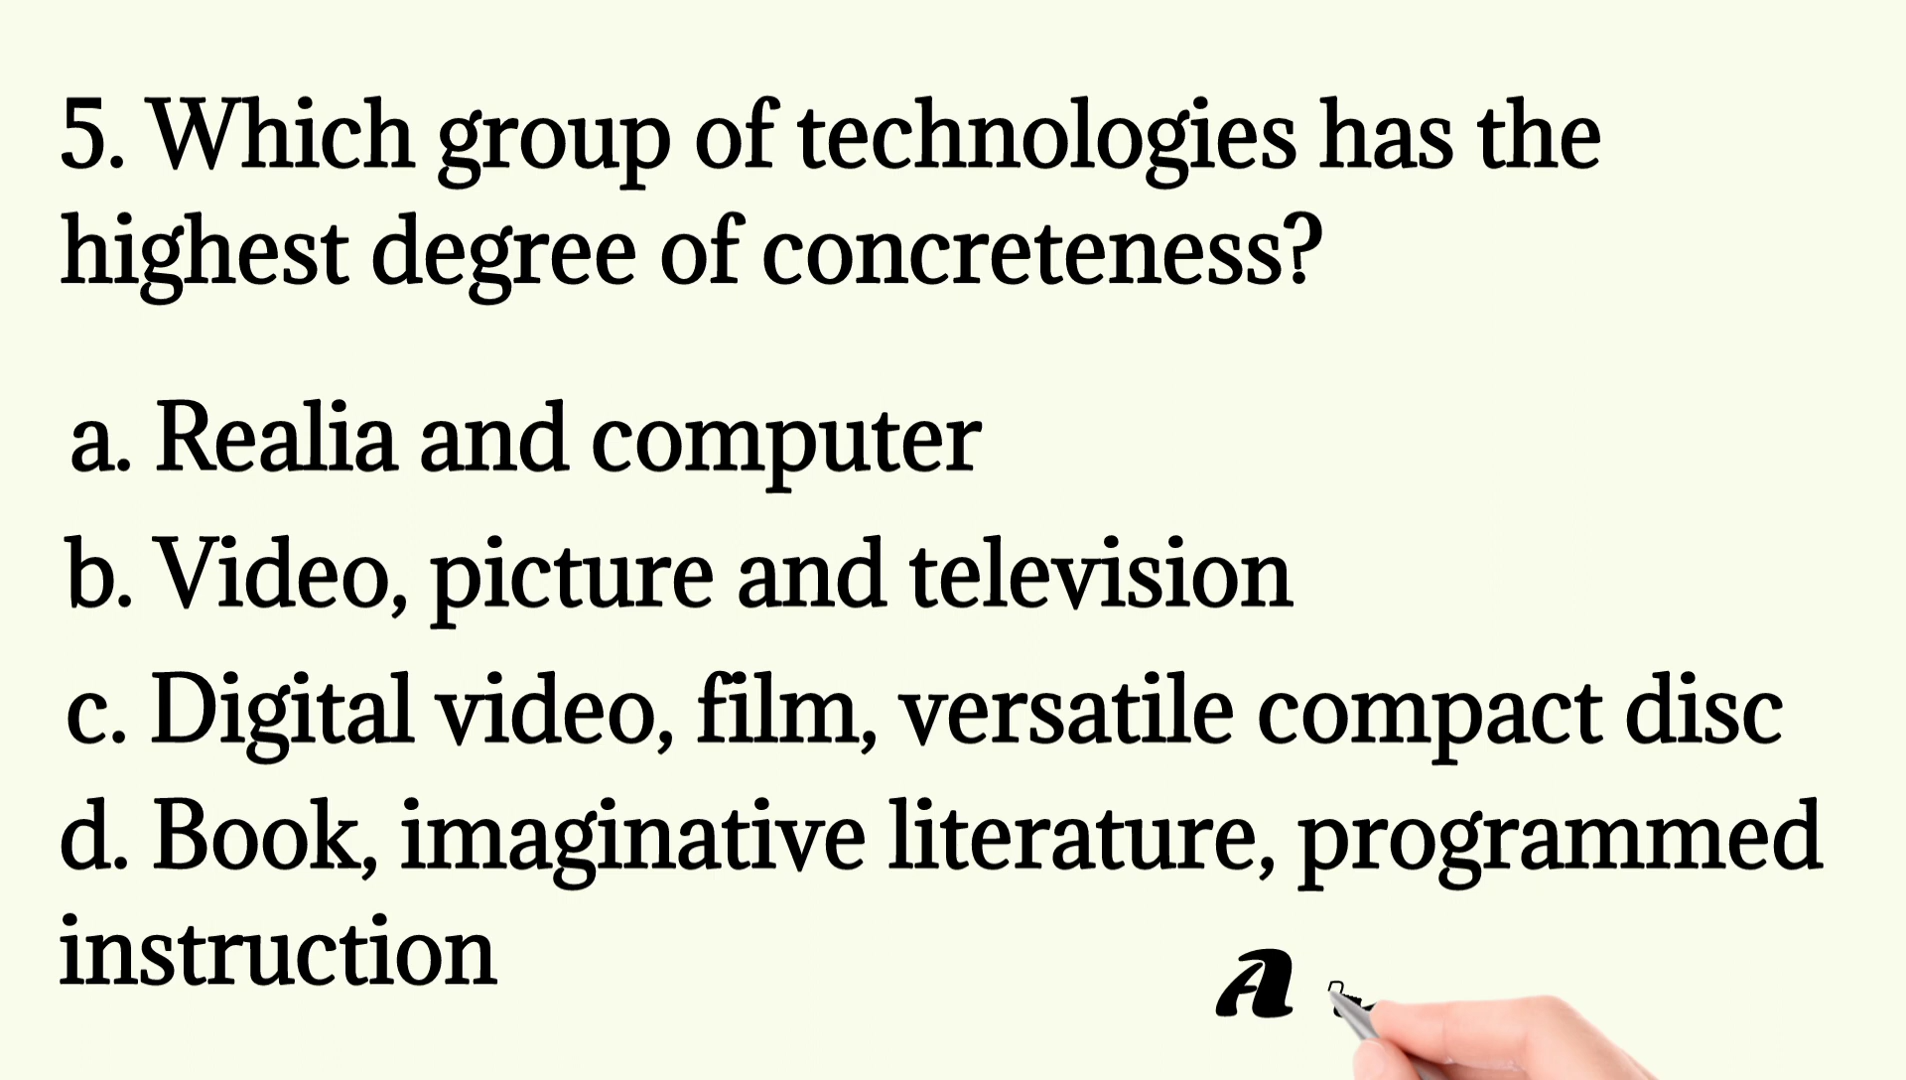 5. Which group of technologies has the
highest degree of concreteness?
a. Realia and computer
b. Video, picture and television
c. Digital video, film, versatile compact disc
d. Book, imaginative literature, programmed
instruction
A